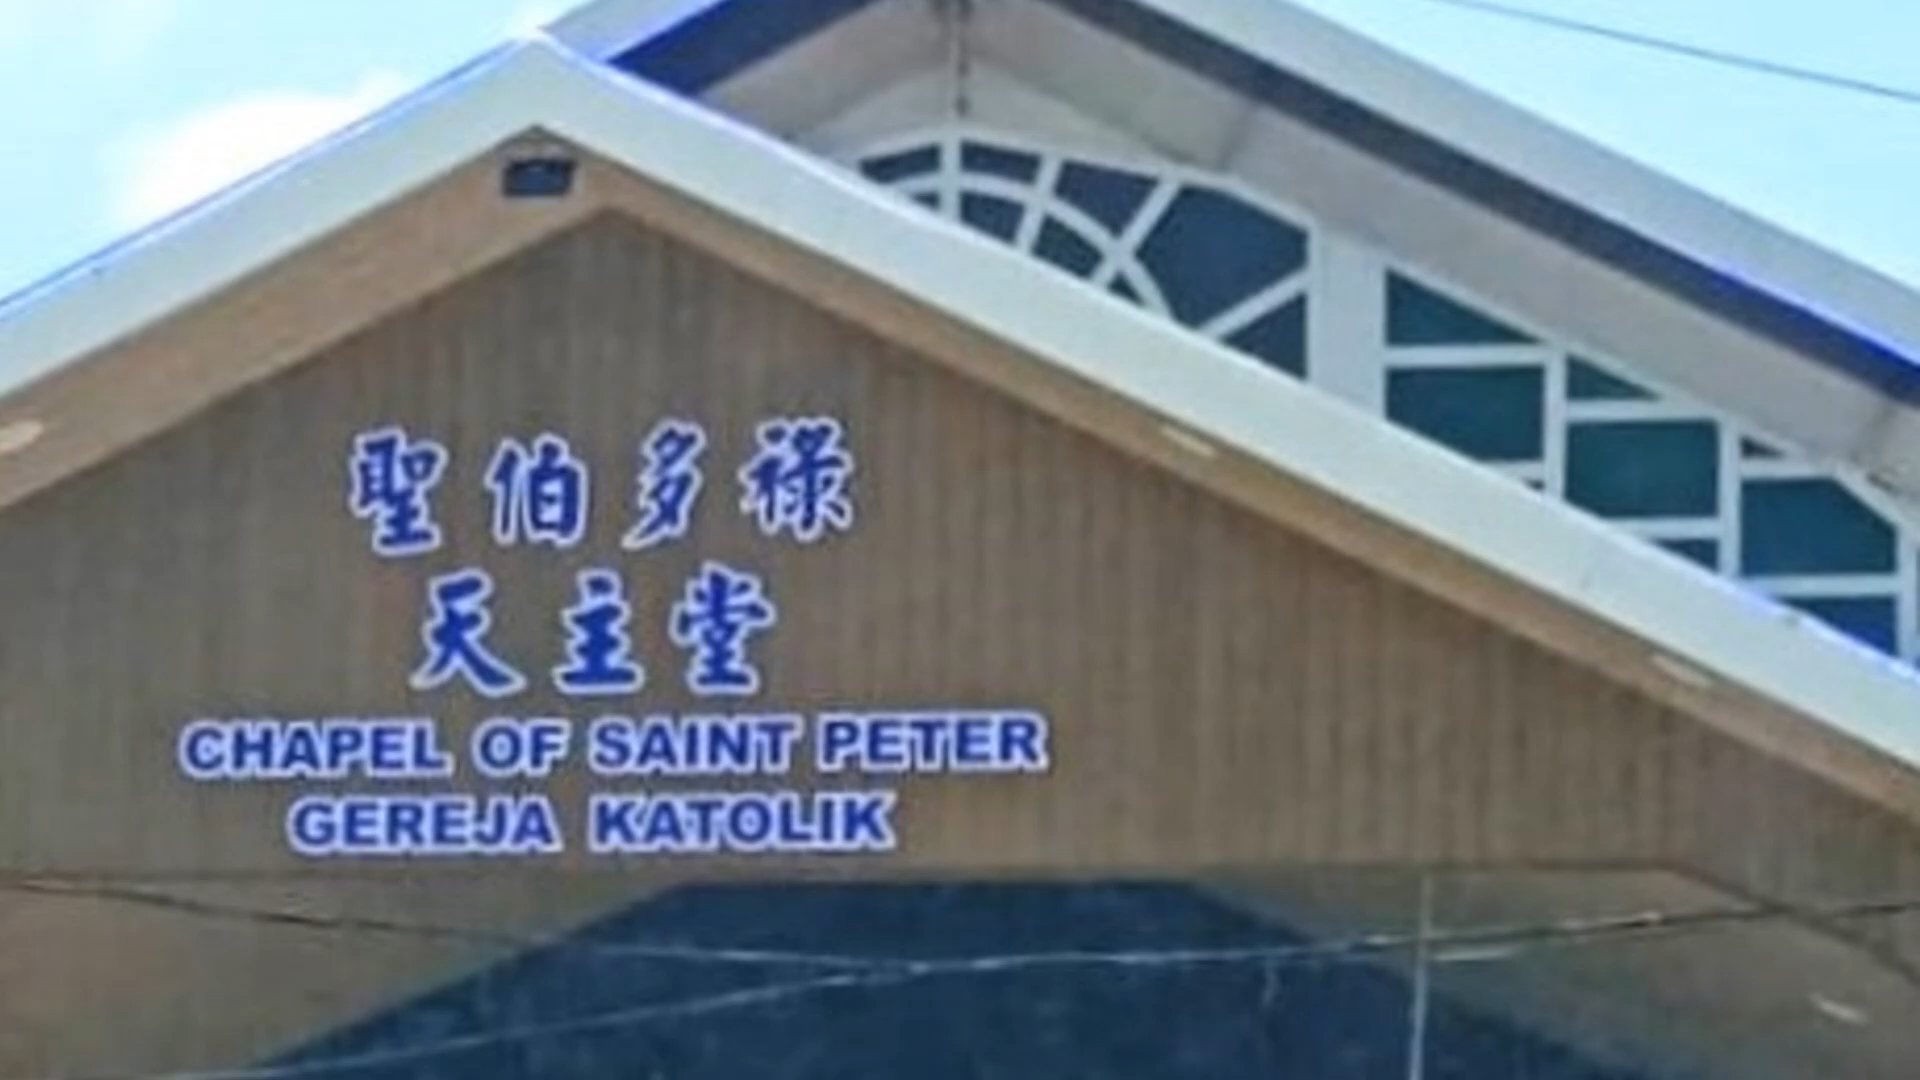 聖伯多祿
天主堂
CHAPEL OF SAINT PETER
GEREJA KATOLIK